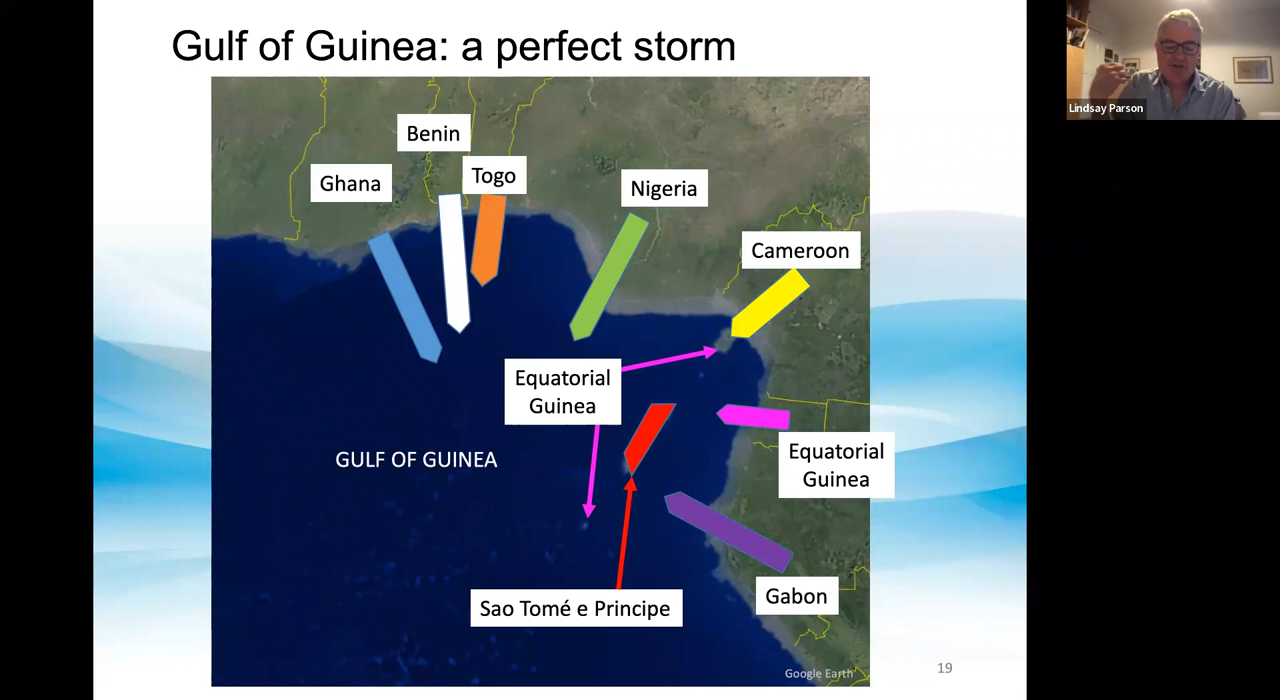 Gulf of Guinea: a perfect storm
Lindsay Parson
Benin
Togo
Ghana
Nigeria
Cameroon
Equatorial
Guinea
Equatorial
Guinea
GULF OF GUINEA
Sao Tomé e Principe
Gabon
Google Earth
19